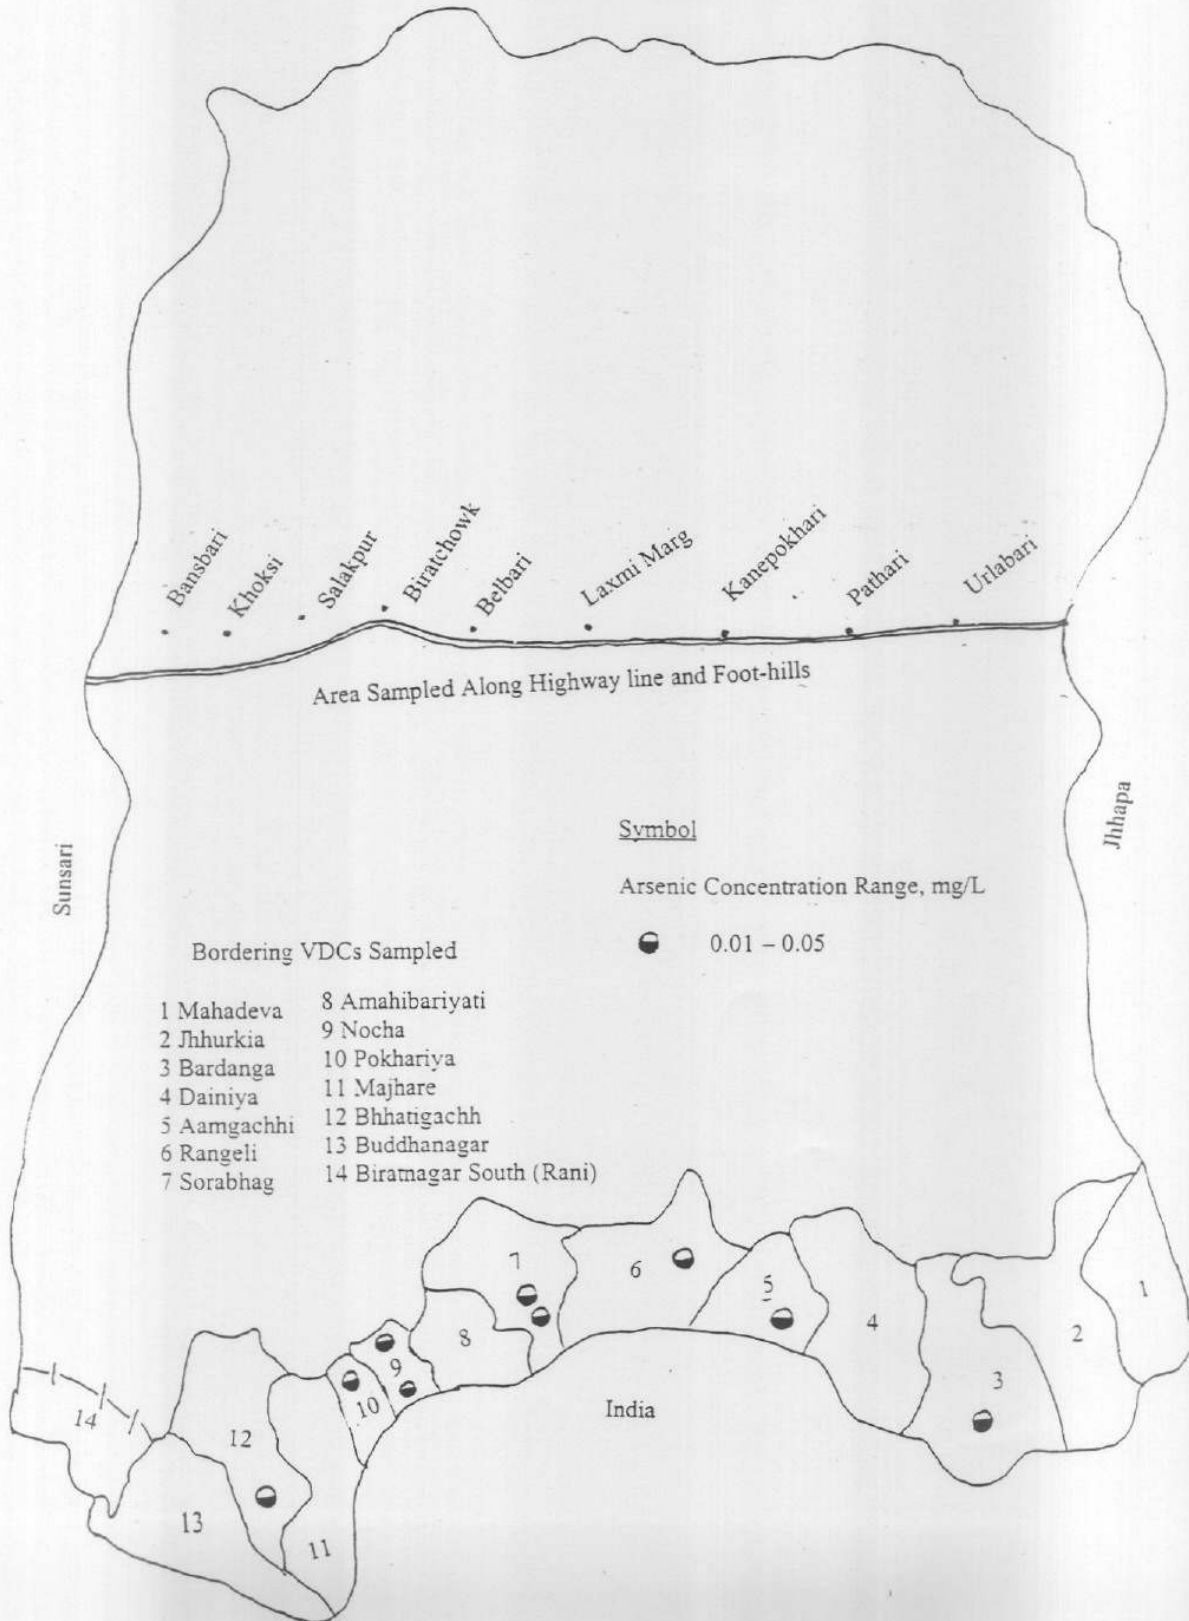 Bansbari
Khoksi
Salakpur
Biratchowk
Belbari
Laxmi Marg
Kanepokhari
Pathari
Urlabari
Area Sampled Along Highway line and Foot-hills
Sunsari
Jhhapa
Symbol
Arsenic Concentration Range, mg/L
0.01 – 0.05
Bordering VDCs Sampled
1 Mahadeva
2 Jhhurkia
3 Bardanga
4 Dainiya
5 Aamgachhi
6 Rangeli
7 Sorabhag
8 Amahibariyati
9 Nocha
10 Pokhariya
11 Majhare
12 Bhhatigachh
13 Buddhanagar
14 Biratnagar South (Rani)
7
6
5
4
1
2
3
8
9
10
India
14
12
13
11